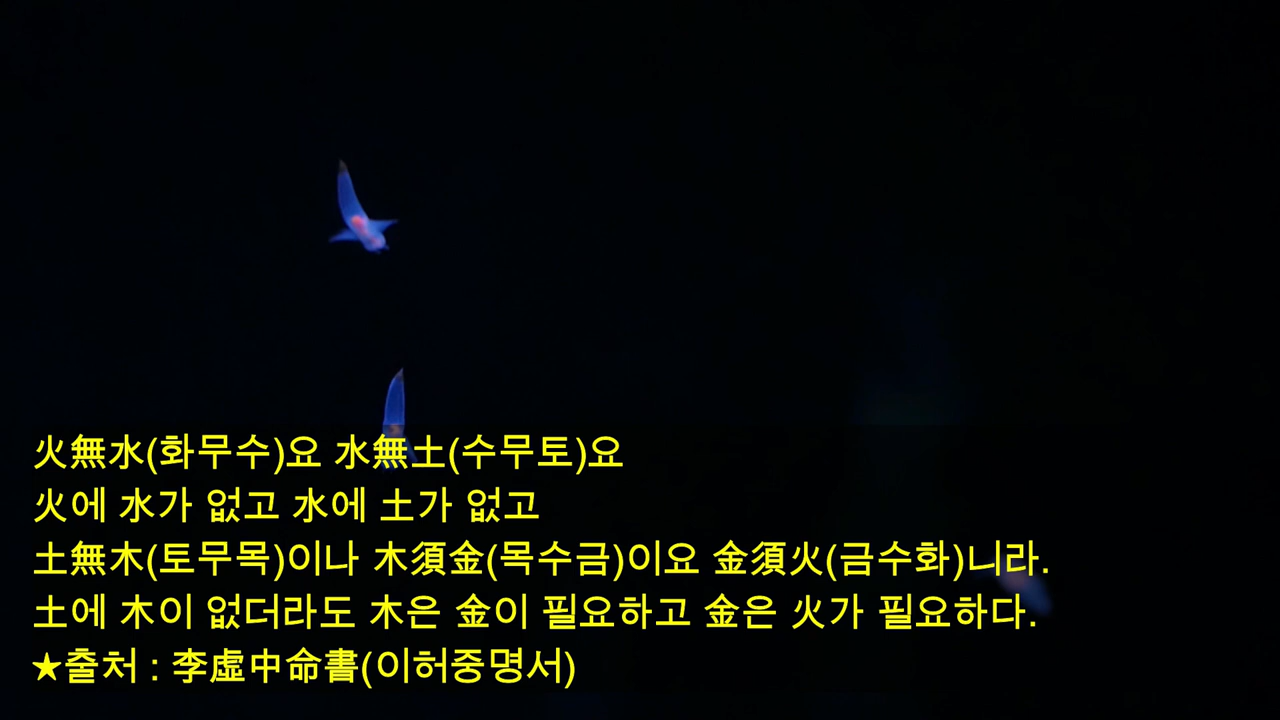 火無水(화무수)요 水無土(수무토)요
火에 水가 없고 水에 土가 없고
土無木(토무목)이나 木須金(목수금)이요 金須火(금수화)니라.
土에 木이 없더라도 木은 金이 필요하고 金은 火가 필요하다.
★출처 : 李虛中命書(이허중명서)